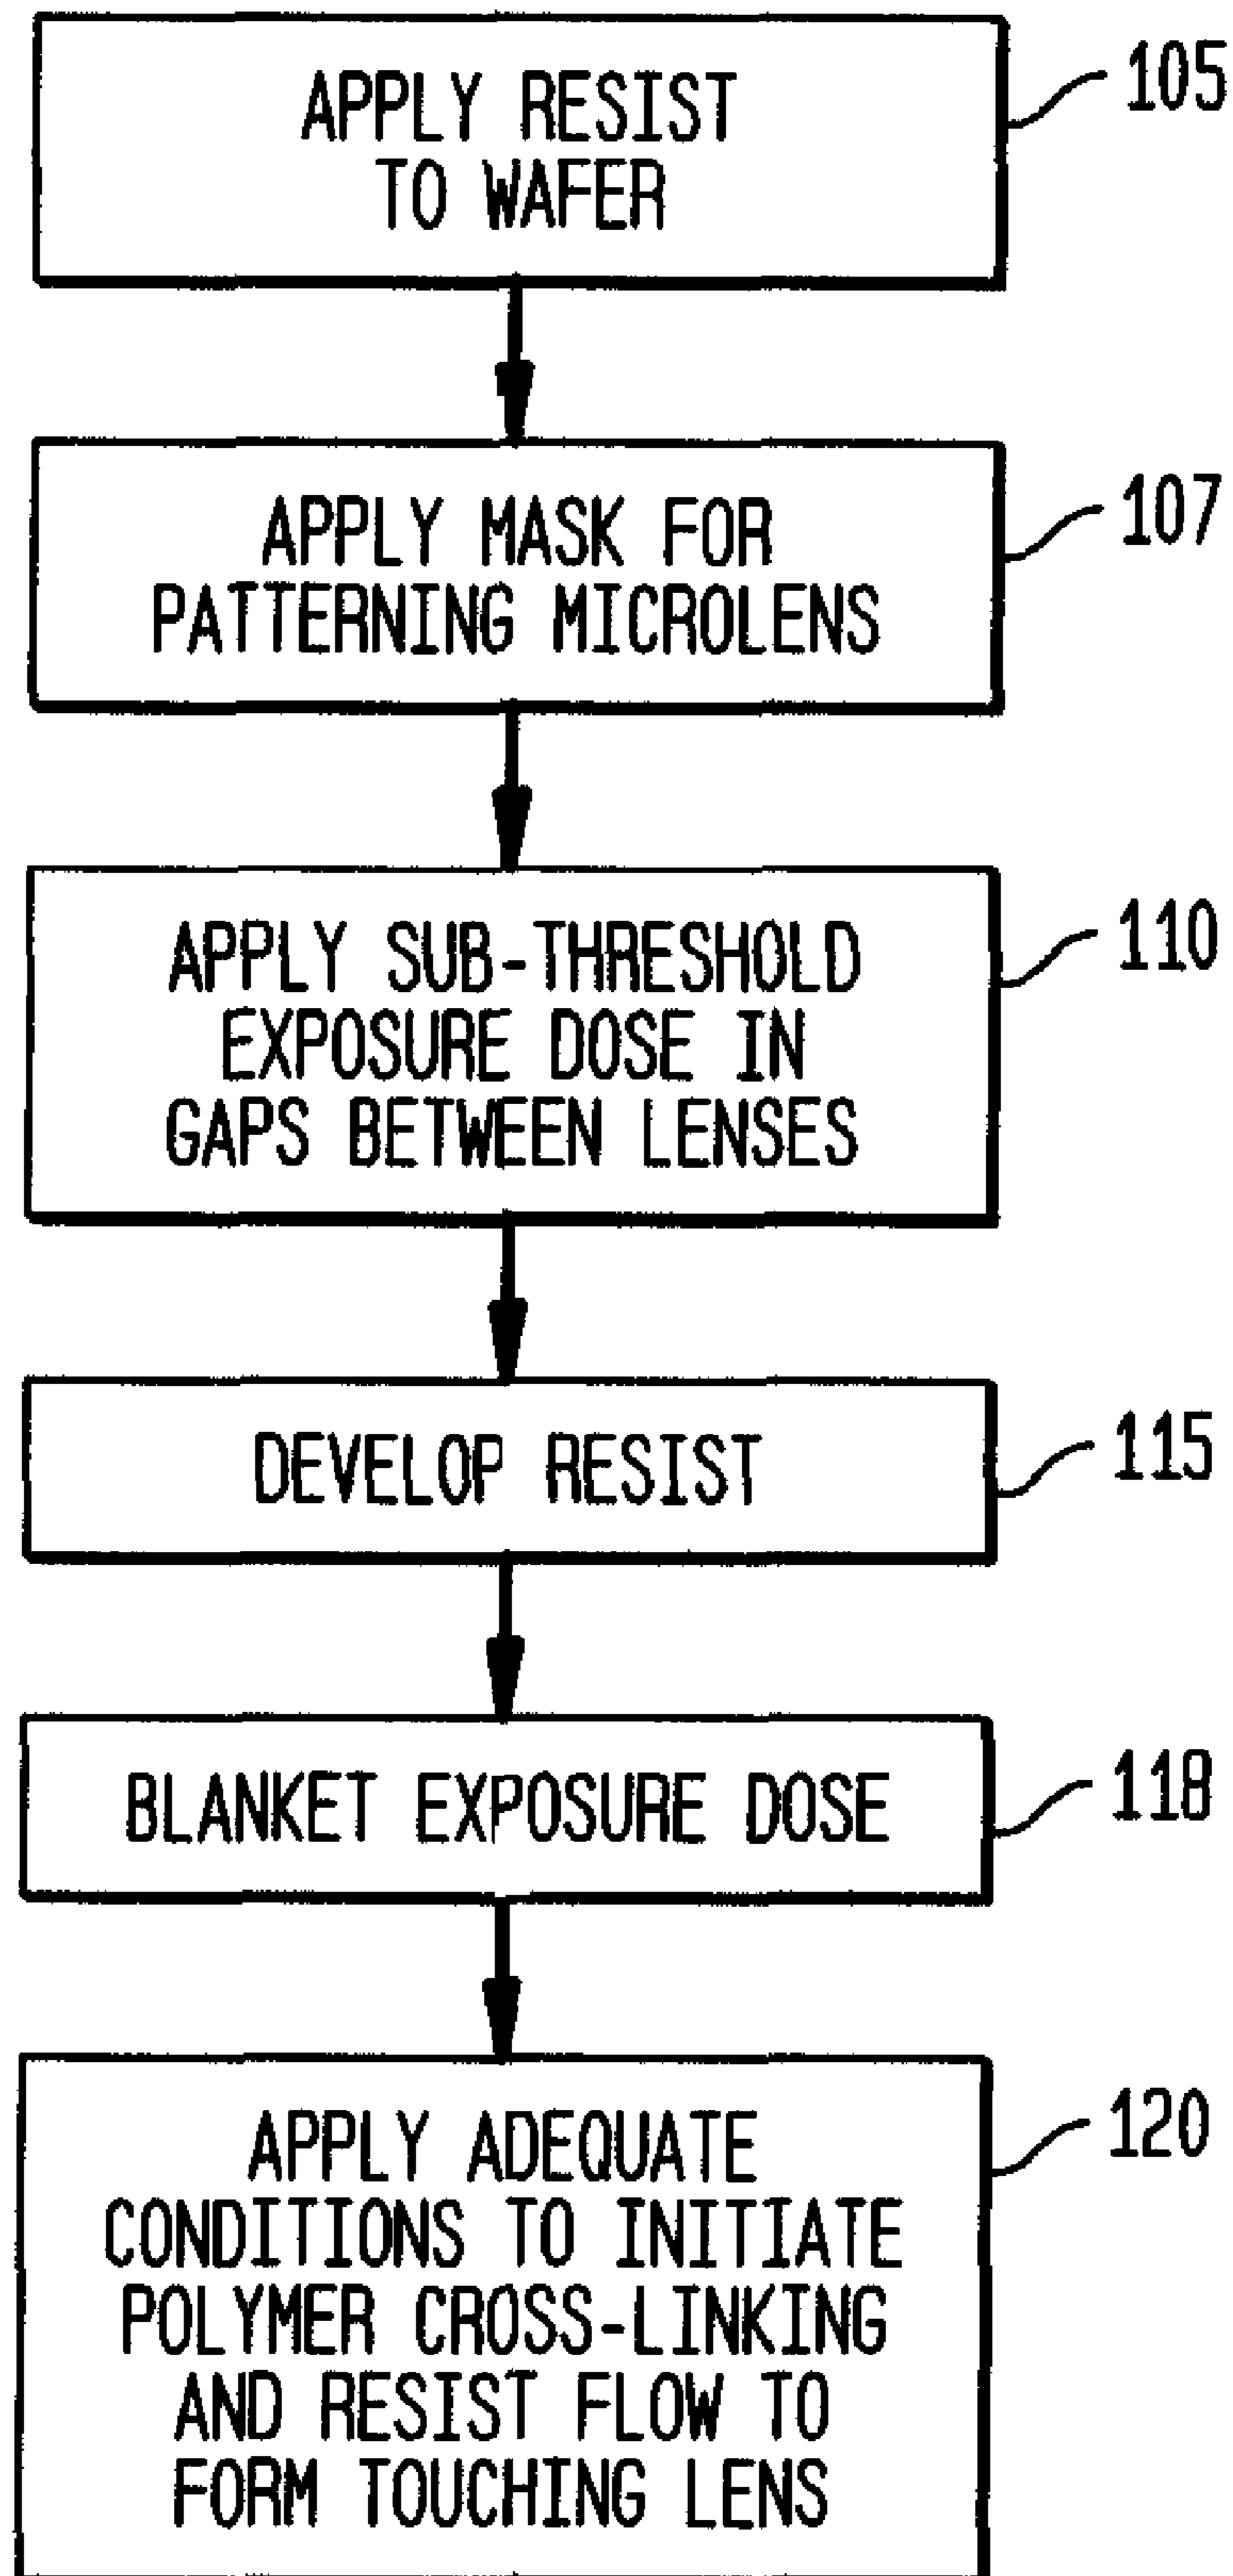 APPLY RESIST
TO WAFER
105
APPLY MASK FOR
PATTERNING MICROLENS
107
APPLY SUB-THRESHOLD
EXPOSURE DOSE IN
GAPS BETWEEN LENSES
110
DEVELOP RESIST
115
BLANKET EXPOSURE DOSE
118
APPLY ADEQUATE
CONDITIONS TO INITIATE
POLYMER CROSS-LINKING
AND RESIST FLOW TO
FORM TOUCHING LENS
120